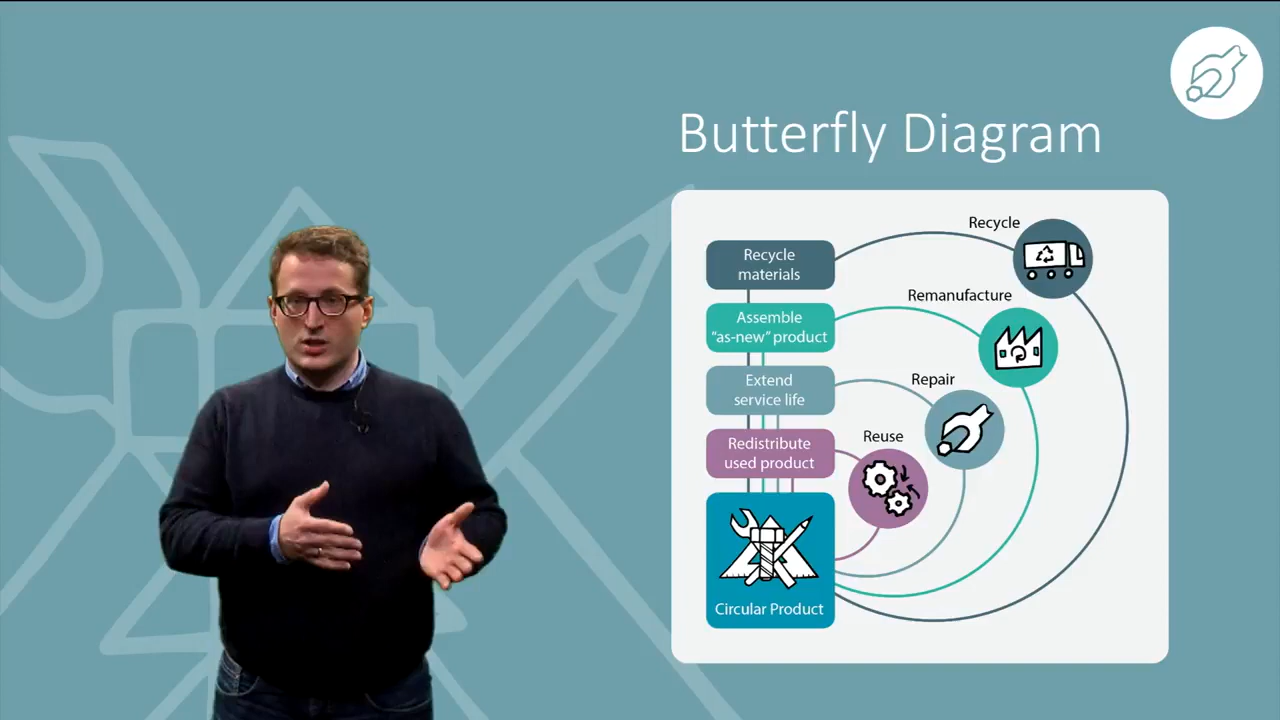 Butterfly Diagram
Recycle
Recycle
materials
Remanufacture
Assemble
“as-new” product
Repair
Extend
service life
Reuse
Redistribute
used product
Circular Product